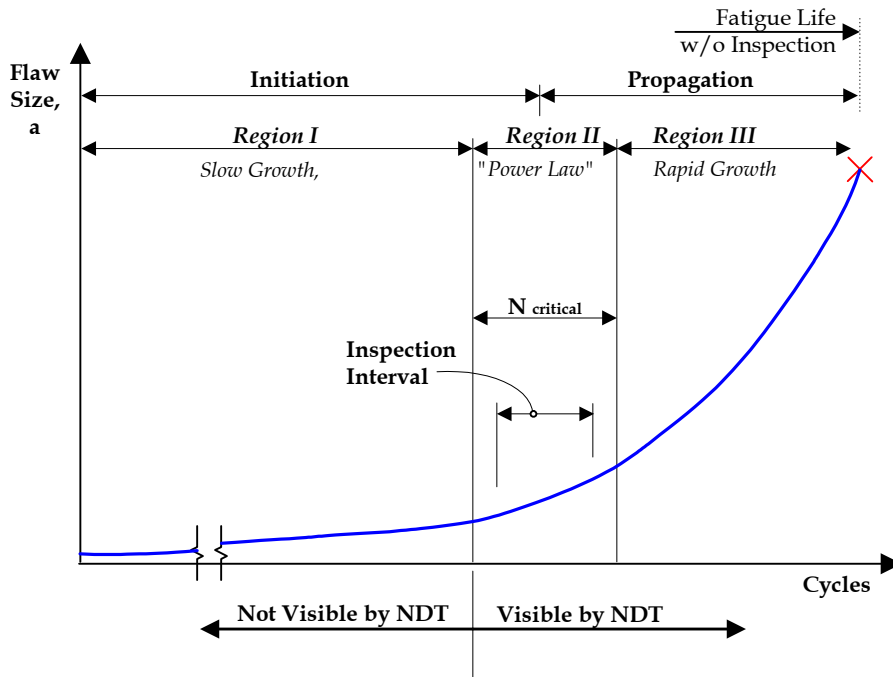 Fatigue Life
w/o Inspection
Flaw
Size,
a
Initiation
Propagation
Region I
Region II
Region III
Slow Growth,
"Power Law"
Rapid Growth
N critical
Inspection
Interval
Cycles
Not Visible by NDT
Visible by NDT